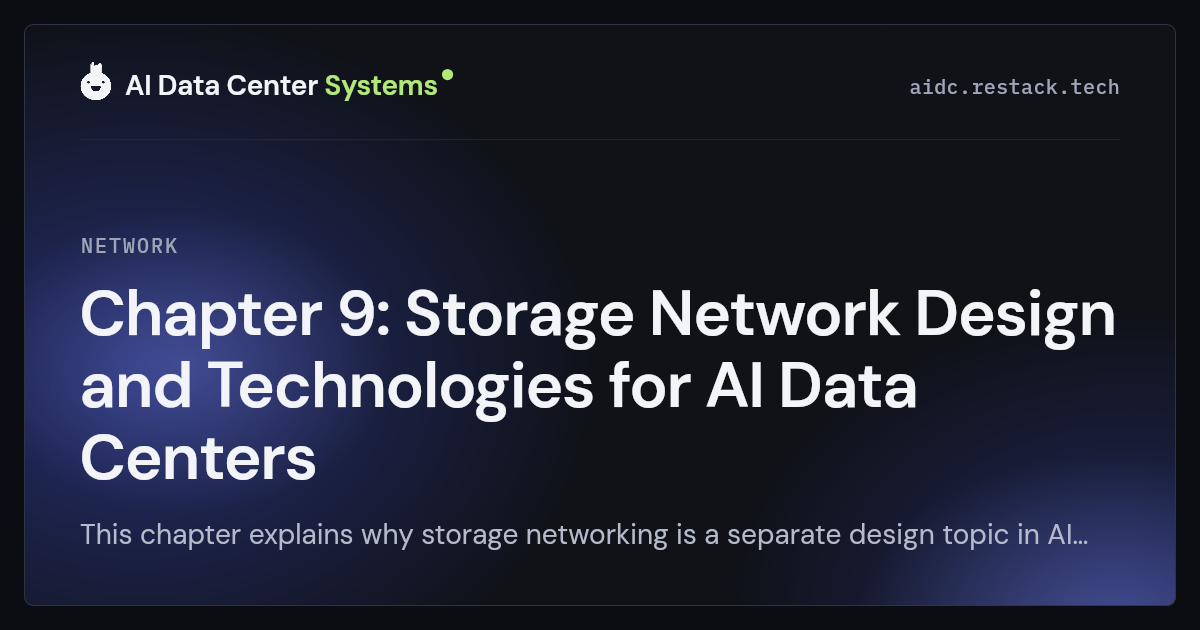 AI Data Center Systems
aidc.restack.tech
NETWORK
Chapter 9: Storage Network Design
and Technologies for AI Data
Centers
This chapter explains why storage networking is a separate design topic in AI…